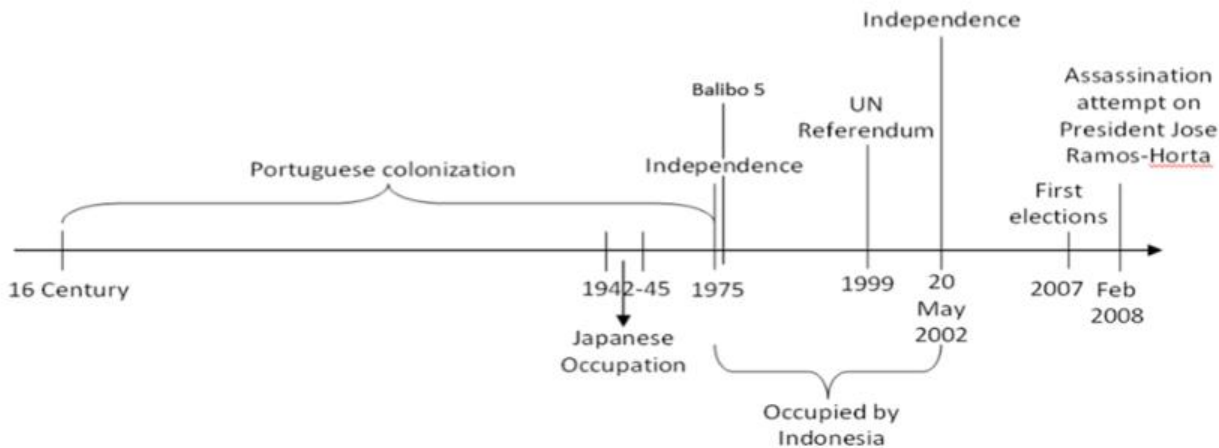 Independence
Balibo 5
UN
Referendum
Assassination
attempt on
President Jose
Ramos-Horta
Portuguese colonization
Independence
First
elections
16 Century
1942-45
1975
1999
20
May
2002
2007
Feb
2008
Japanese
Occupation
Occupied by
Indonesia